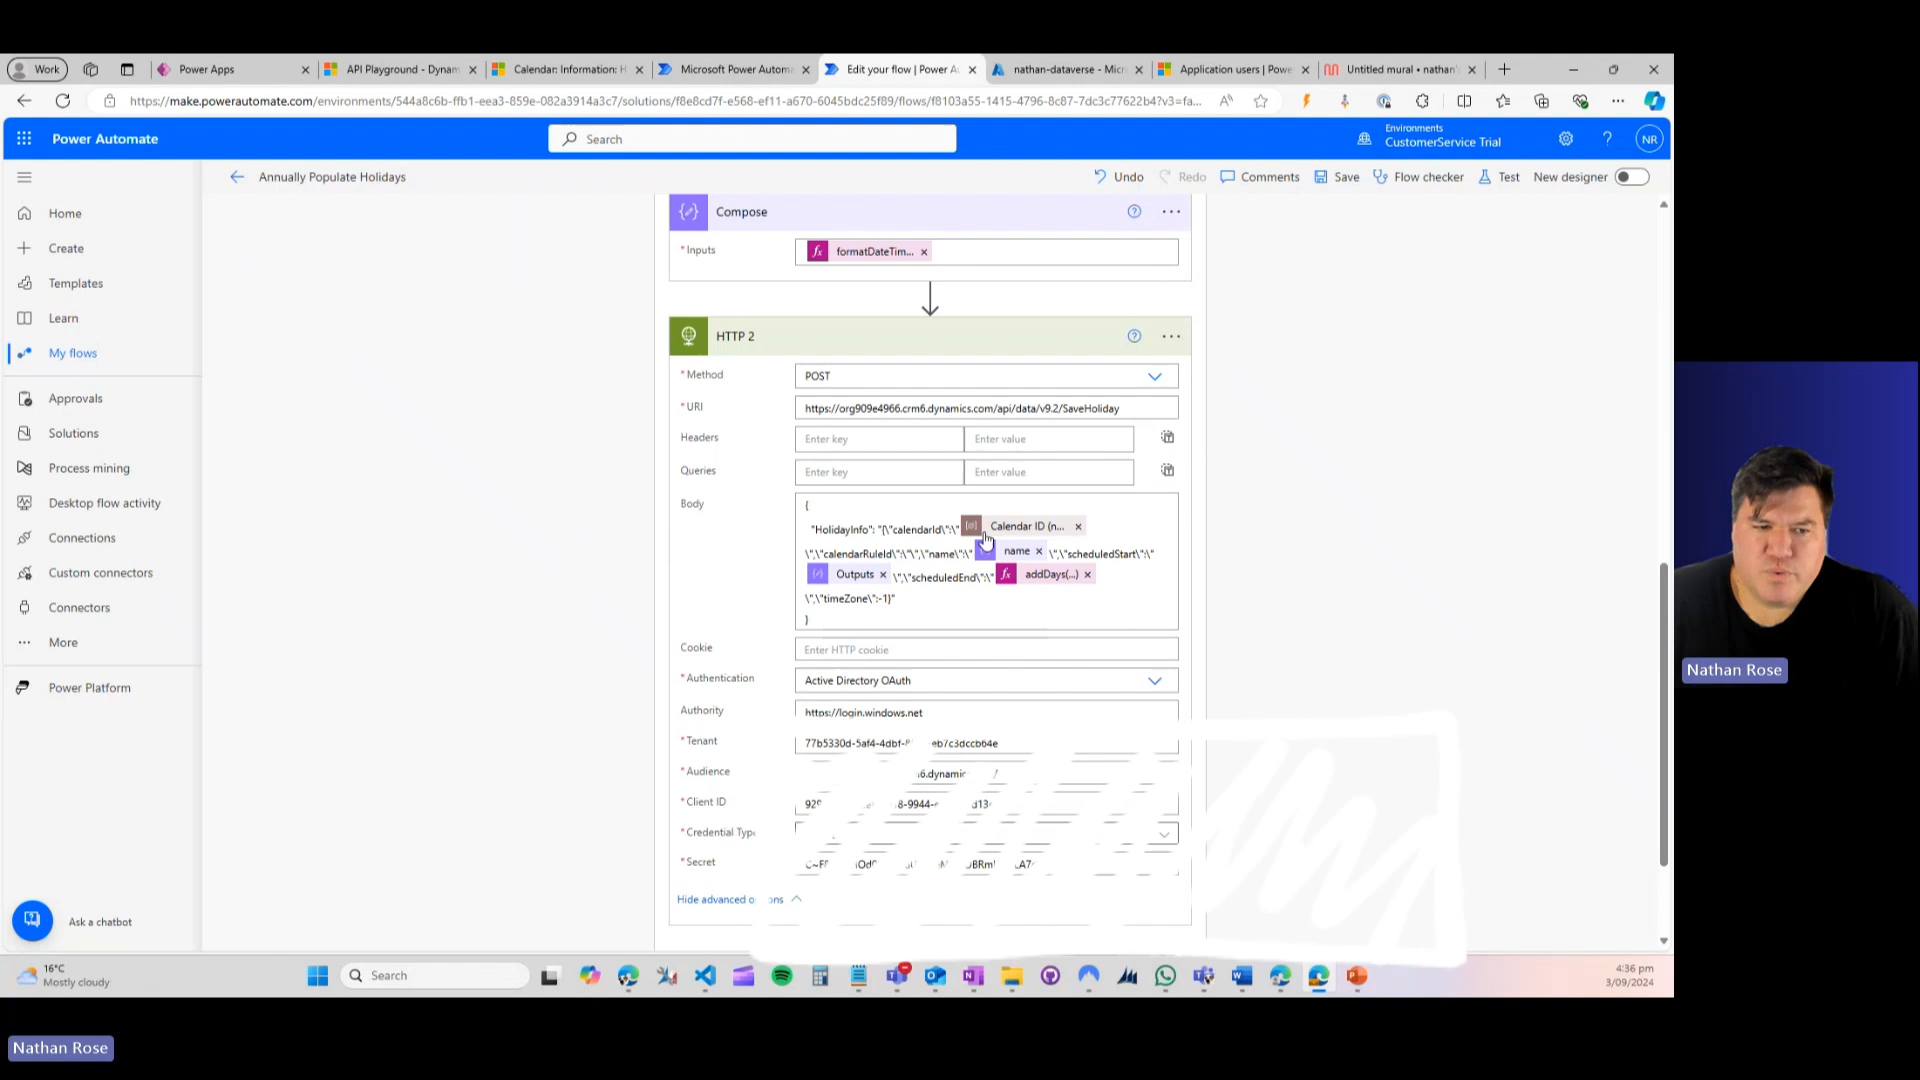 Work
Power Apps
API Playground - Dynam
Calendar: Information: H
Microsoft Power Autom
Edit your flow | Power A
nathan-dataverse - Micr
Application users | Powe
Untitled mural • nathan'
https://make.powerautomate.com/environments/544a8c6b-ffb1-eea3-859e-082a3914a3c7/solutions/f8e8cd7f-e568-ef11-a670-6045bdc25f89/flows/f8103a55-1415-4796-8c87-7dc3c77622b4?v3=fa...
Power Automate
Search
Environments
CustomerService Trial
NR
Annually Populate Holidays
Undo
Redo
Comments
Save
Flow checker
Test
New designer
Home
Create
Templates
Learn
My flows
Approvals
Solutions
Process mining
Desktop flow activity
Connections
Custom connectors
Connectors
More
Power Platform
Ask a chatbot
Compose
* Inputs
fx formatDateTim... ×
HTTP 2
* Method
POST
* URI
https://org909e4966.crm6.dynamics.com/api/data/v9.2/SaveHoliday
Headers
Enter key
Enter value
Queries
Enter key
Enter value
Body
{
"HolidayInfo": "{\"calendarId\":\" Calendar ID (n... ×
\",\"calendarRuleId\":\"\",\"name\":\" name × \",\"scheduledStart\":\"
Outputs × \",\"scheduledEnd\":\" fx addDays(...) ×
\",\"timeZone\":-1}"
}
Cookie
Enter HTTP cookie
* Authentication
Active Directory OAuth
Authority
https://login.windows.net
* Tenant
* Audience
* Client ID
* Credential Type
* Secret
Hide advanced
Nathan Rose
16°C
Mostly cloudy
Search
4:36 pm
3/09/2024
Nathan Rose